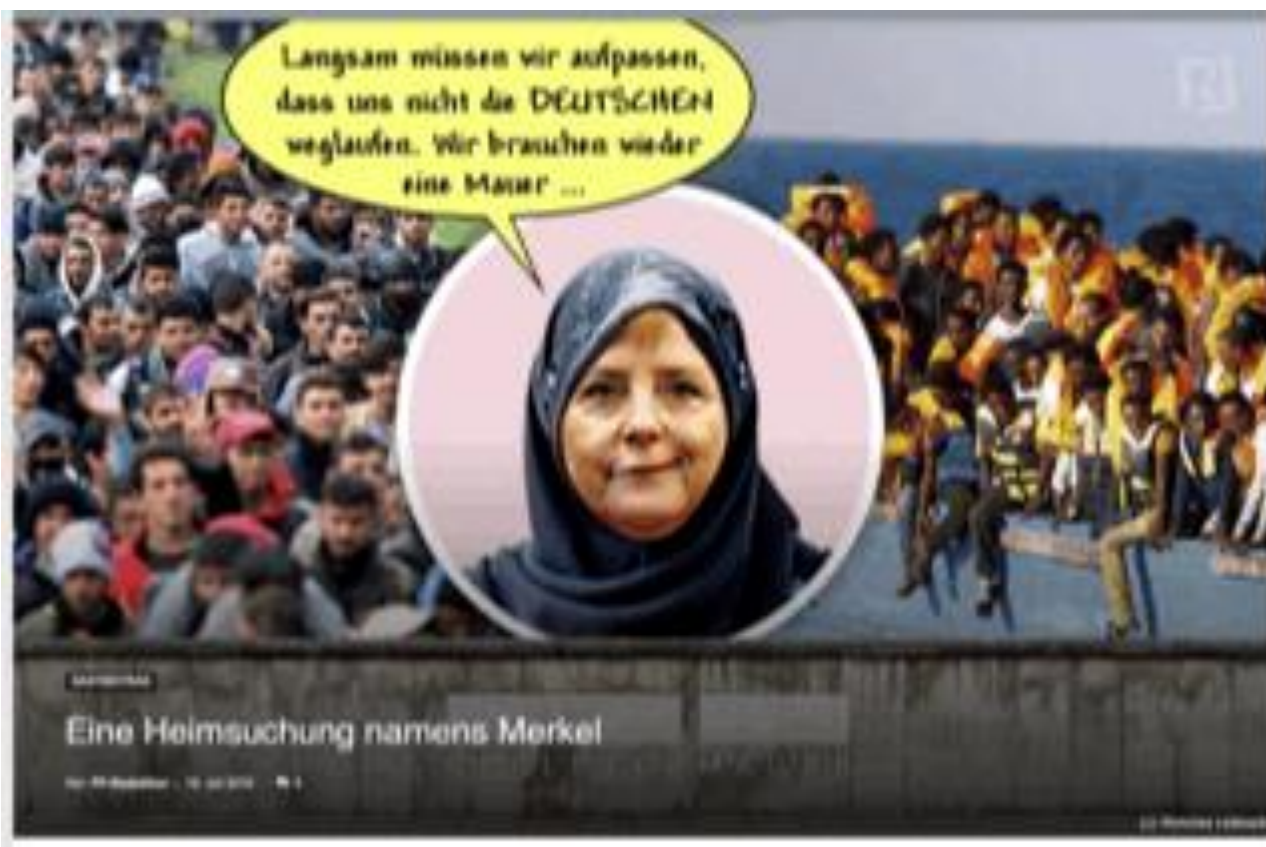 Langsam müssen wir aufpassen,
dass uns nicht die DEUTSCHEN
weglaufen. Wir brauchen wieder
eine Mauer ...
Eine Heimsuchung namens Merkel